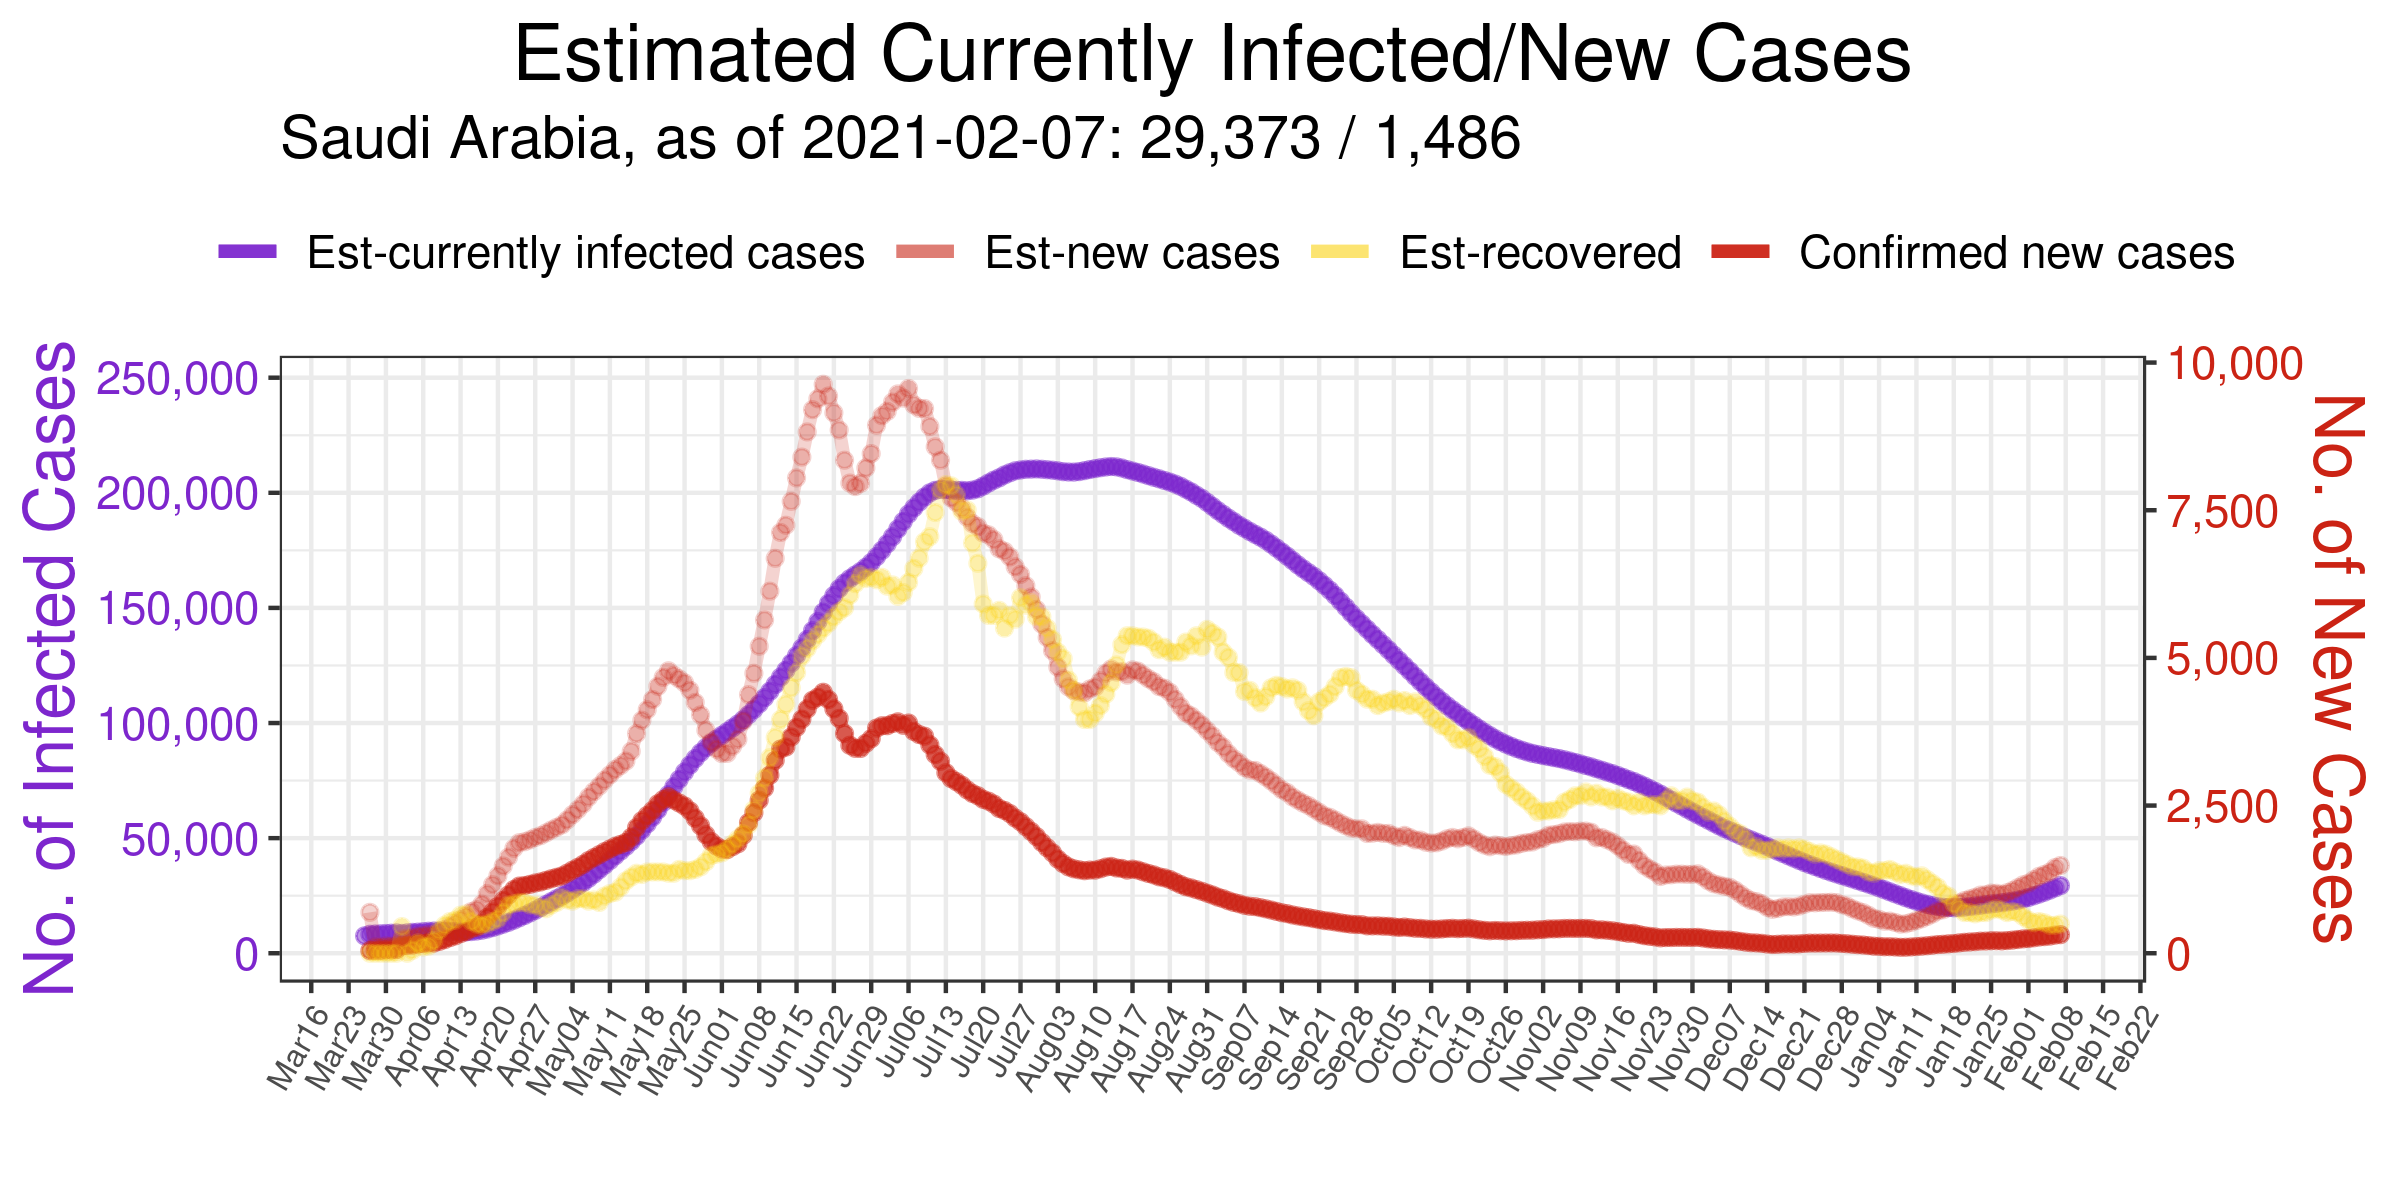 Estimated Currently Infected/New Cases
Saudi Arabia, as of 2021-02-07: 29,373 / 1,486
Est-currently infected cases Est-new cases Est-recovered Confirmed new cases
No. of Infected Cases
250,000
200,000
150,000
100,000
50,000
0
10,000
7,500
5,000
2,500
0
No. of New Cases
Mar16 Mar23 Mar30 Apr06 Apr13 Apr20 Apr27 May04 May11 May18 May25 Jun01 Jun08 Jun15 Jun22 Jun29 Jul06 Jul13 Jul20 Jul27 Aug03 Aug10 Aug17 Aug24 Aug31 Sep07 Sep14 Sep21 Sep28 Oct05 Oct12 Oct19 Oct26 Nov02 Nov09 Nov16 Nov23 Nov30 Dec07 Dec14 Dec21 Dec28 Jan04 Jan11 Jan18 Jan25 Feb01 Feb08 Feb15 Feb22